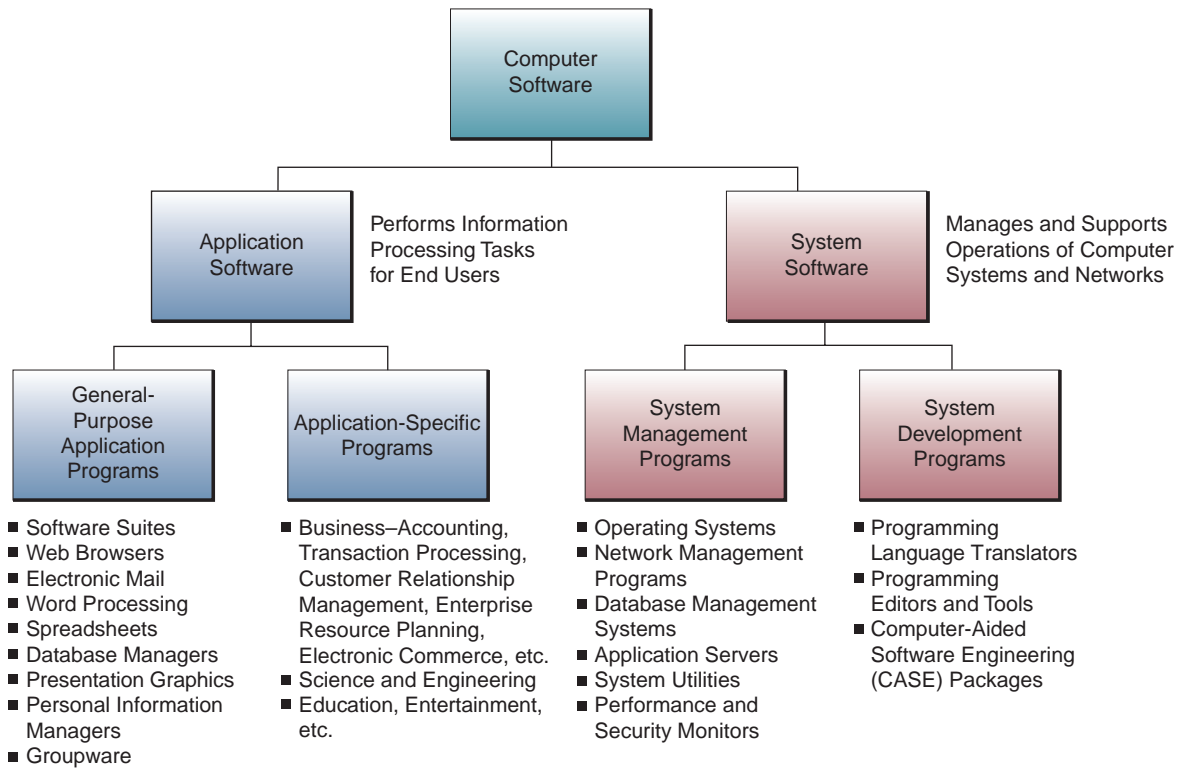 Computer
Software
Application
Software
Performs Information
Processing Tasks
for End Users
System
Software
Manages and Supports
Operations of Computer
Systems and Networks
General-
Purpose
Application
Programs
Application-Specific
Programs
System
Management
Programs
System
Development
Programs
■ Software Suites
■ Web Browsers
■ Electronic Mail
■ Word Processing
■ Spreadsheets
■ Database Managers
■ Presentation Graphics
■ Personal Information
Managers
■ Groupware
■ Business–Accounting,
Transaction Processing,
Customer Relationship
Management, Enterprise
Resource Planning,
Electronic Commerce, etc.
■ Science and Engineering
■ Education, Entertainment,
etc.
■ Operating Systems
■ Network Management
Programs
■ Database Management
Systems
■ Application Servers
■ System Utilities
■ Performance and
Security Monitors
■ Programming
Language Translators
■ Programming
Editors and Tools
■ Computer-Aided
Software Engineering
(CASE) Packages